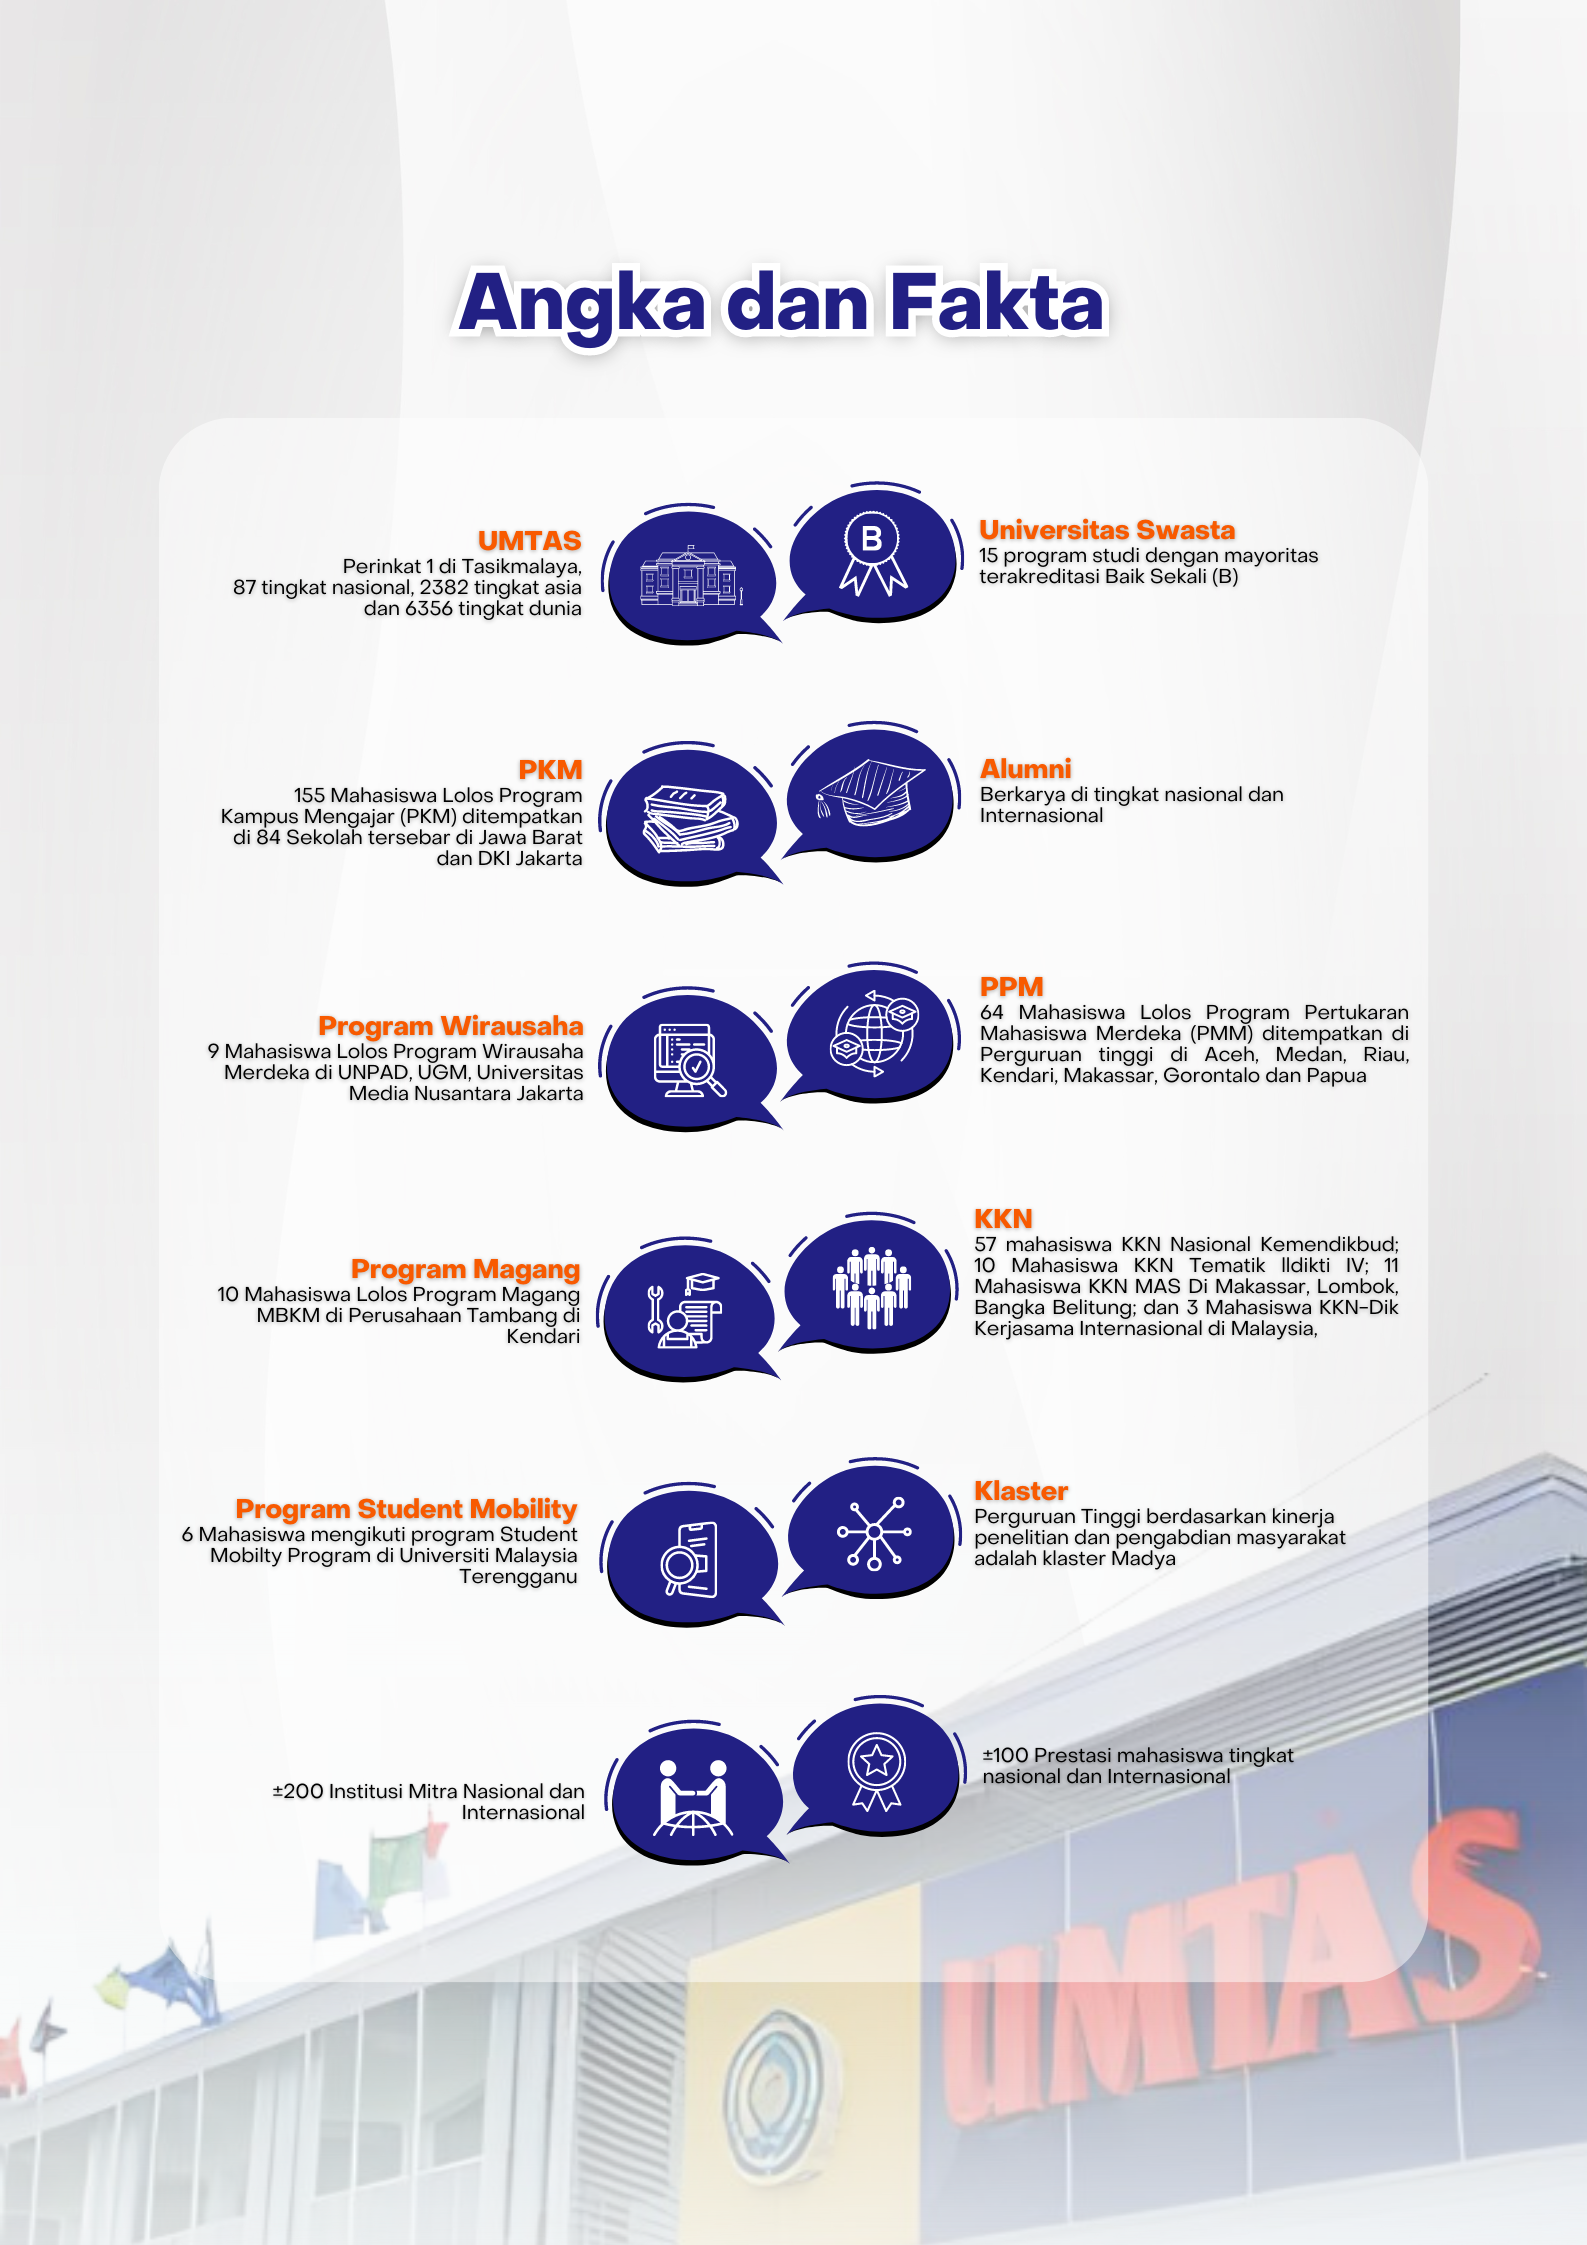 Angka dan Fakta
UMTAS
Perinkat 1 di Tasikmalaya,
87 tingkat nasional, 2382 tingkat asia
dan 6356 tingkat dunia
B
Universitas Swasta
15 program studi dengan mayoritas
terakreditasi Baik Sekali (B)
PKM
155 Mahasiswa Lolos Program
Kampus Mengajar (PKM) ditempatkan
di 84 Sekolah tersebar di Jawa Barat
dan DKI Jakarta
Alumni
Berkarya di tingkat nasional dan
Internasional
Program Wirausaha
9 Mahasiswa Lolos Program Wirausaha
Merdeka di UNPAD, UGM, Universitas
Media Nusantara Jakarta
PPM
64 Mahasiswa Lolos Program Pertukaran
Mahasiswa Merdeka (PMM) ditempatkan di
Perguruan tinggi di Aceh, Medan, Riau,
Kendari, Makassar, Gorontalo dan Papua
Program Magang
10 Mahasiswa Lolos Program Magang
MBKM di Perusahaan Tambang di
Kendari
KKN
57 mahasiswa KKN Nasional Kemendikbud;
10 Mahasiswa KKN Tematik lldikti IV; 11
Mahasiswa KKN MAS Di Makassar, Lombok,
Bangka Belitung; dan 3 Mahasiswa KKN-Dik
Kerjasama Internasional di Malaysia,
Program Student Mobility
6 Mahasiswa mengikuti program Student
Mobilty Program di Universiti Malaysia
Terengganu
Klaster
Perguruan Tinggi berdasarkan kinerja
penelitian dan pengabdian masyarakat
adalah klaster Madya
±200 Institusi Mitra Nasional dan
Internasional
±100 Prestasi mahasiswa tingkat
nasional dan Internasional
UMTAS